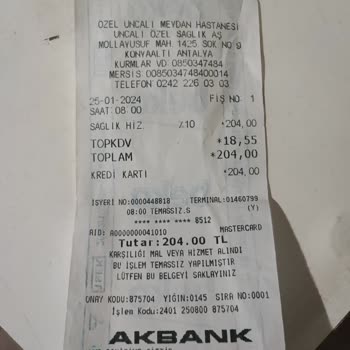 ÖZEL UNCALI MEYDAN HASTANESİ
UNCALI ÖZEL SAĞLIK AŞ
MOLLAYUSUF MAH 1425 SOK NO 9
KONYAALTI ANTALYA
KURMLAR VD 0850347484
MERSIS 0085034748400014
TELEFON 0242 226 03 03
25-01-2024 FİŞ NO 1
SAAT 08 00
SAGLIK HIZ %10 *204,00
TOPKDV *18,55
TOPLAM *204,00
KREDİ KARTI *204,00
İŞYERİ NO:0000448818 TERMINAL:01460799
08:00 TEMASSIZ.S (Y)
**** **** **** 8512
AID: A0000000041010 MASTERCARD
Tutar:204.00 TL
KARŞILIĞI MAL VEYA HİZMET ALINDI
BU İŞLEM TEMASSIZ YAPILMIŞTIR
LÜTFEN BU BELGEYİ SAKLAYINIZ
ONAY KODU:875704 YIĞIN:0145 SIRA NO:0001
İşlem Kodu:2401 250800 875704
AKBANK